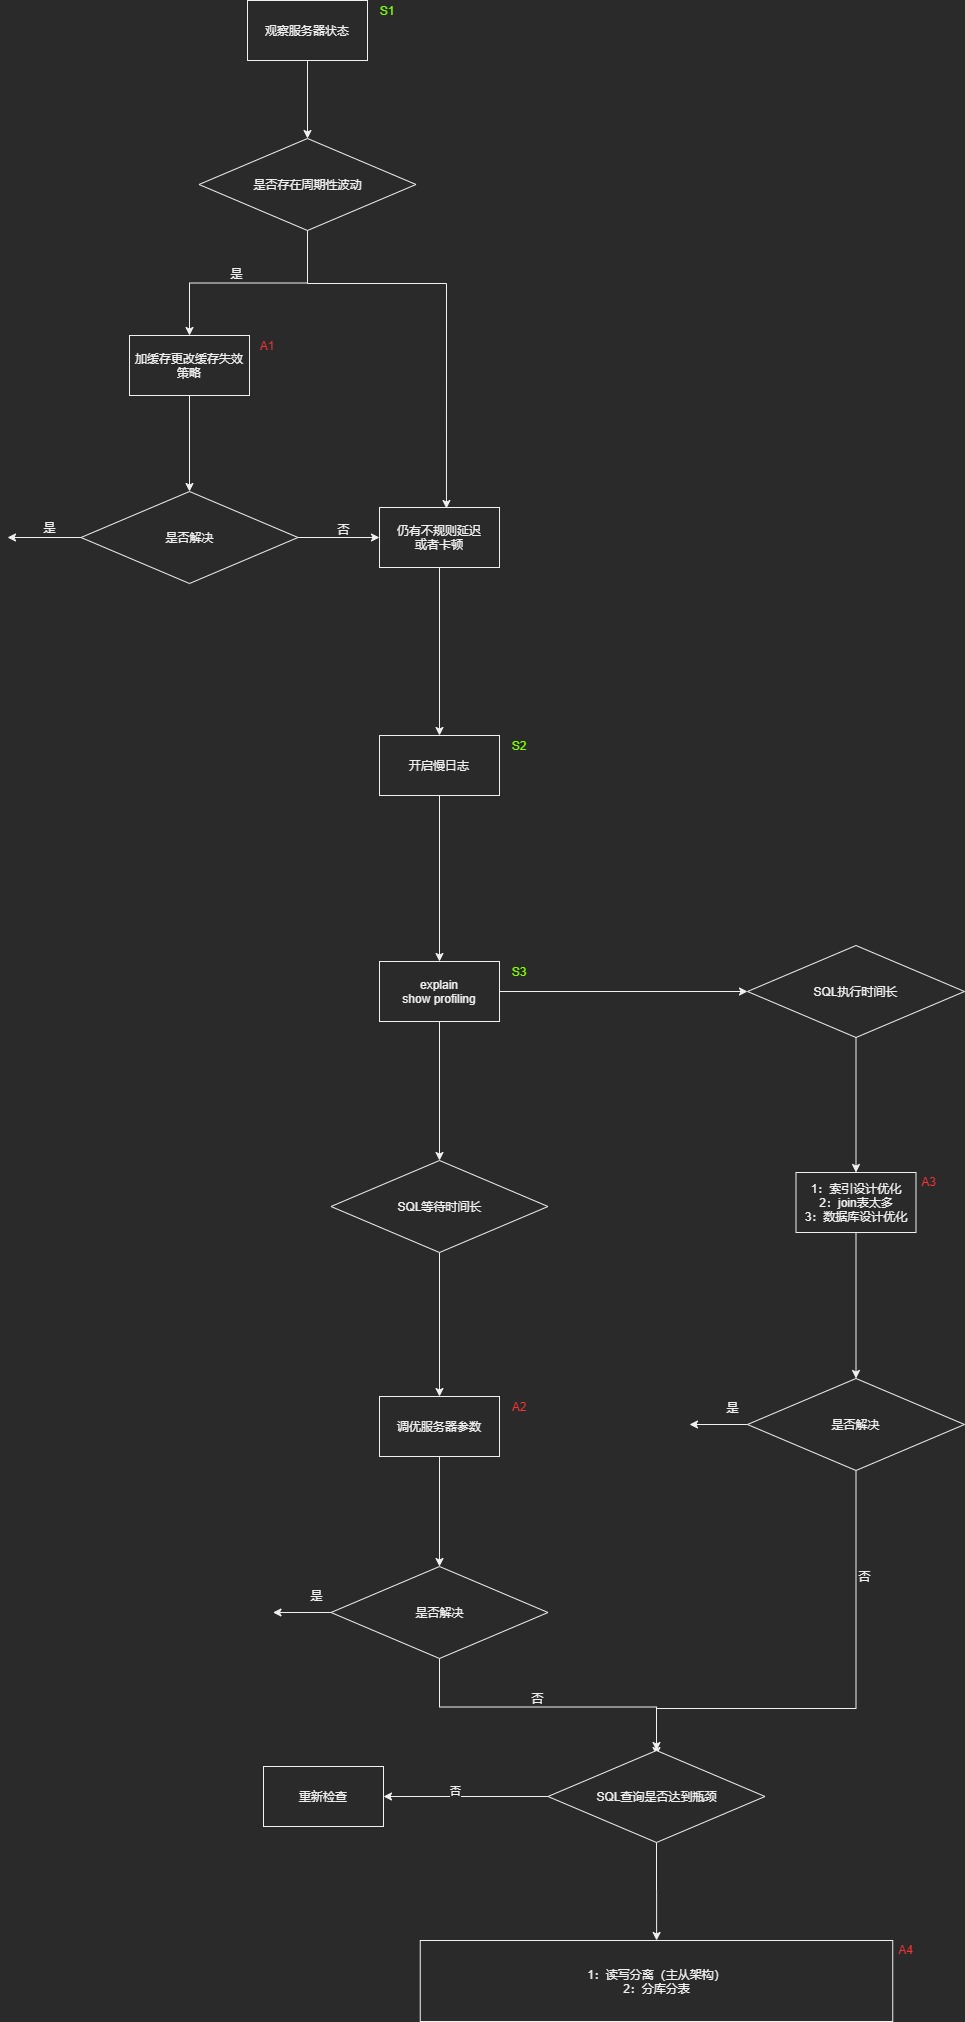 观察服务器状态
S1
是否存在周期性波动
是
加缓存更改缓存失效
策略
A1
是
是否解决
否
仍有不规则延迟
或者卡顿
开启慢日志
S2
explain
show profiling
S3
SQL执行时间长
SQL等待时间长
1：索引设计优化
2：join表太多
3：数据库设计优化
A3
调优服务器参数
A2
是
是否解决
否
是
是否解决
否
重新检查
否
SQL查询是否达到瓶颈
1：读写分离（主从架构）
2：分库分表
A4